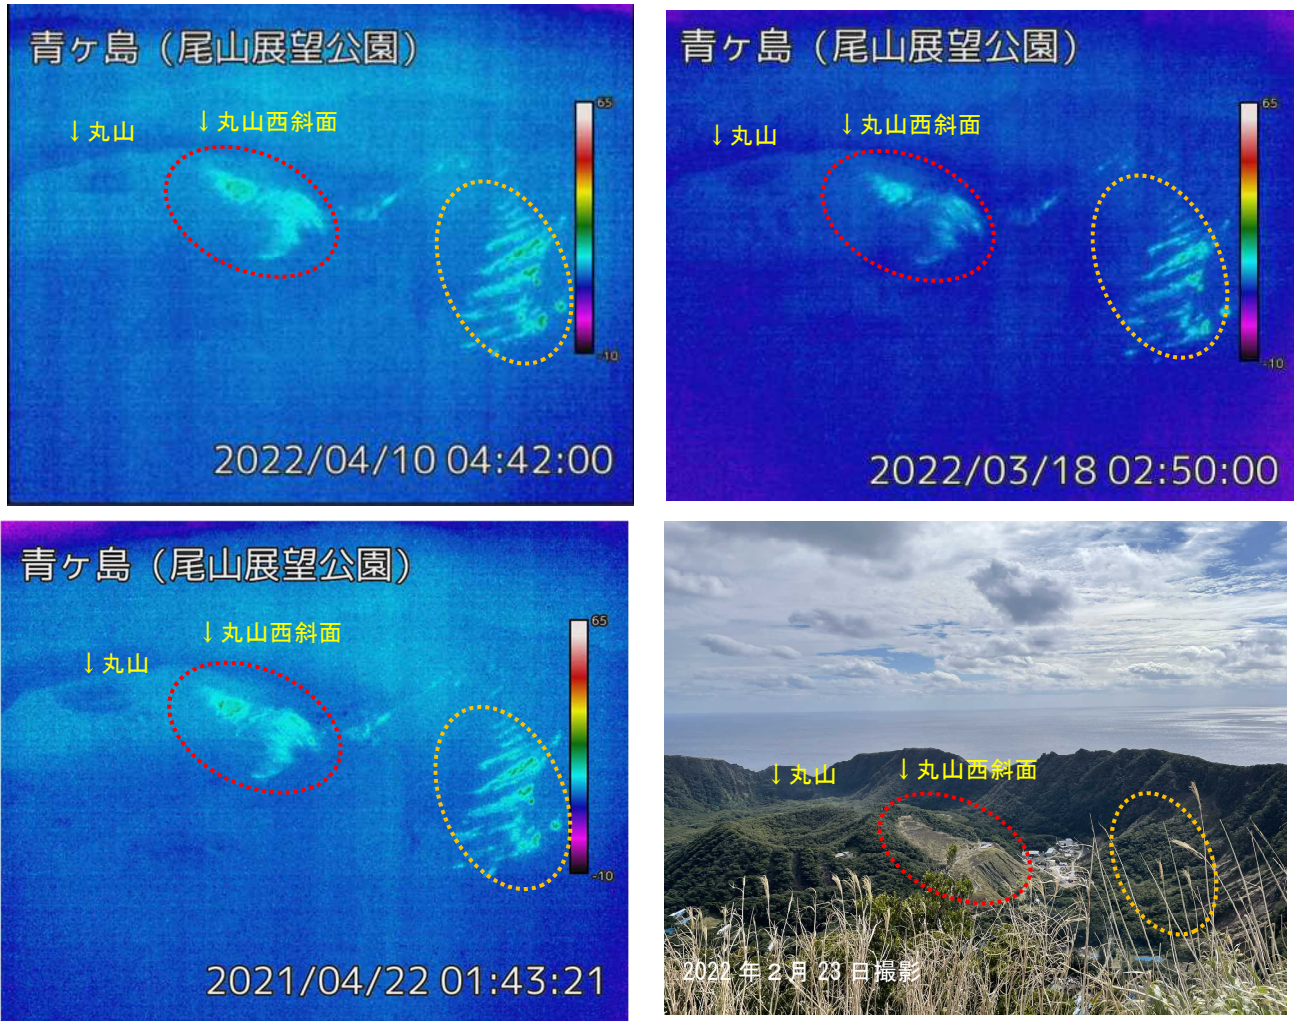 青ヶ島（尾山展望公園）
↓丸山
↓丸山西斜面
65
-10
2022/04/10 04:42:00
青ヶ島（尾山展望公園）
↓丸山
↓丸山西斜面
65
-10
2022/03/18 02:50:00
青ヶ島（尾山展望公園）
↓丸山西斜面
↓丸山
65
-10
2021/04/22 01:43:21
↓丸山
↓丸山西斜面
2022年2月23日撮影